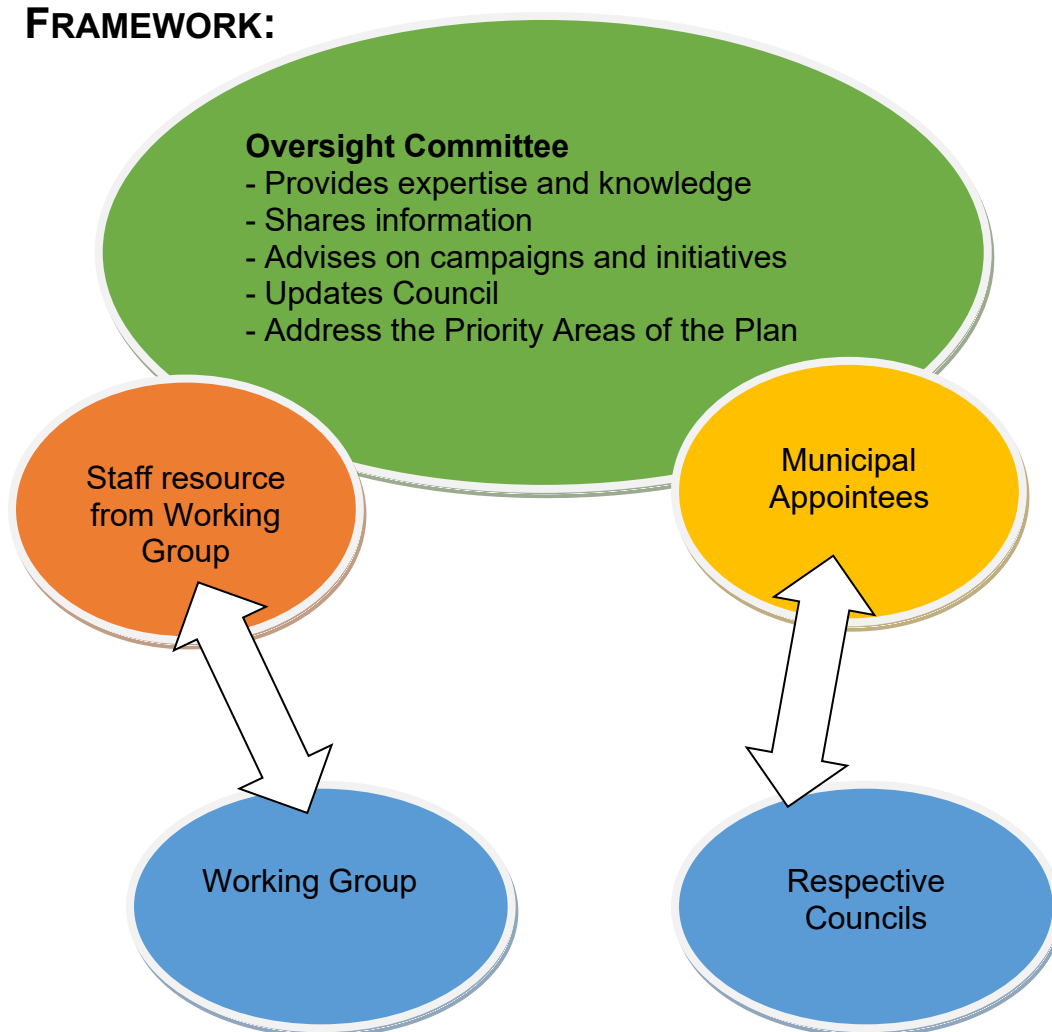 FRAMEWORK:
Oversight Committee
- Provides expertise and knowledge
- Shares information
- Advises on campaigns and initiatives
- Updates Council
- Address the Priority Areas of the Plan
Staff resource
from Working
Group
Municipal
Appointees
Working Group
Respective
Councils